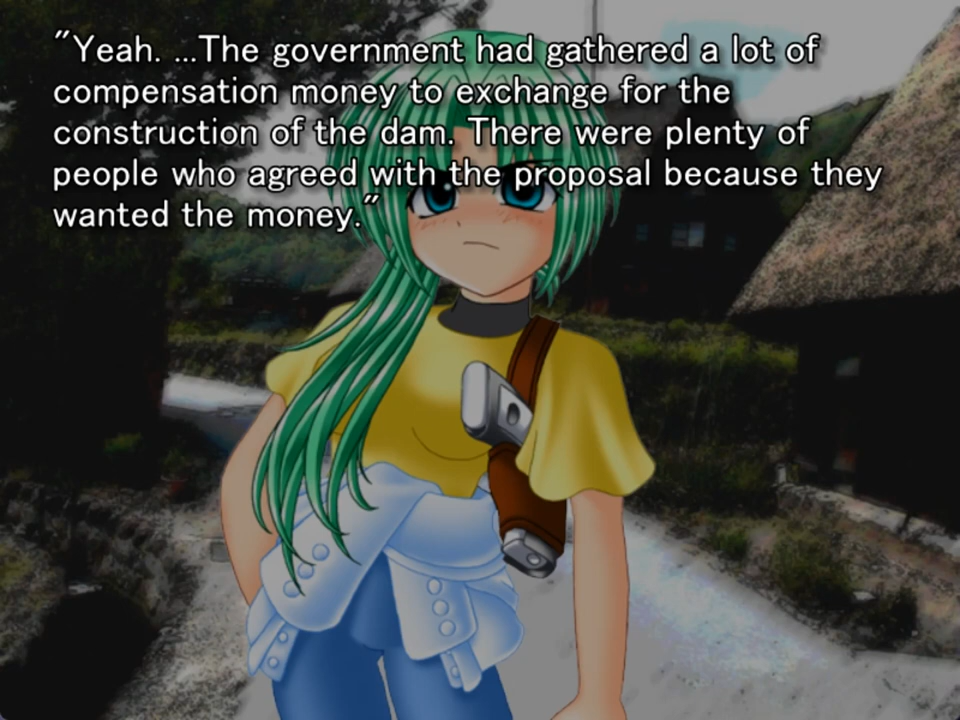 "Yeah. ...The government had gathered a lot of
compensation money to exchange for the
construction of the dam. There were plenty of
people who agreed with the proposal because they
wanted the money."